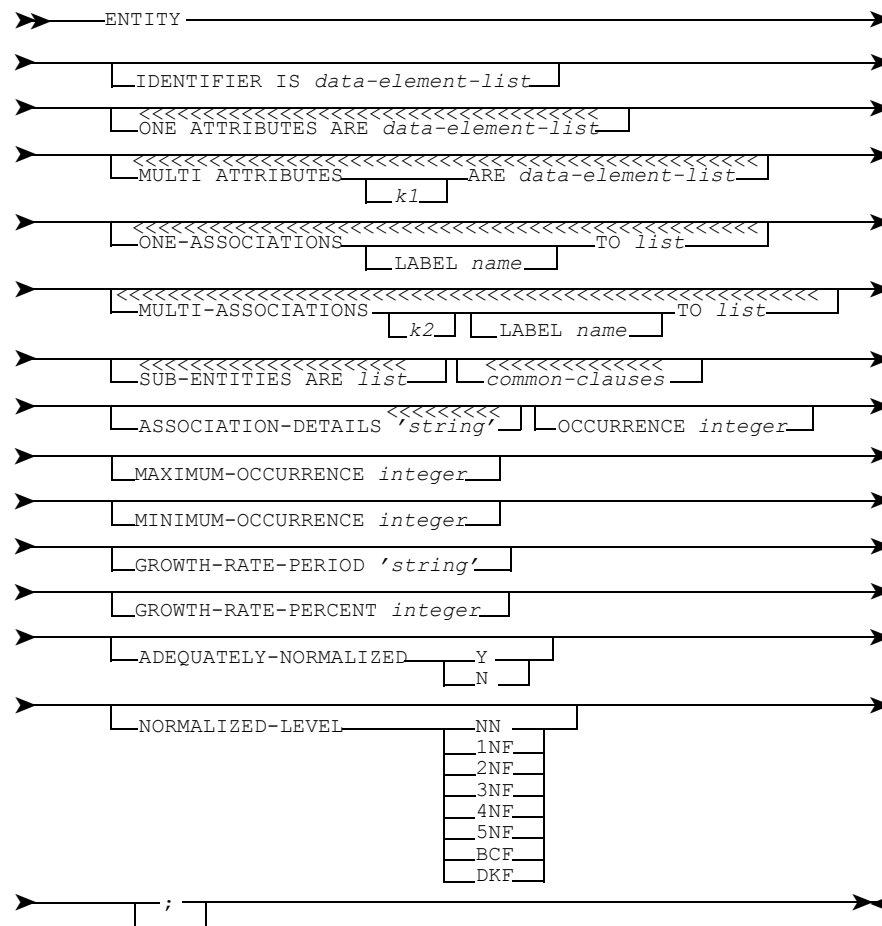 ENTITY
IDENTIFIER IS data-element-list
<<<<<<<<<<<<<<<<<<<<<<<<<<<<<<<<<<<
ONE ATTRIBUTES ARE data-element-list
<<<<<<<<<<<<<<<<<<<<<<<<<<<<<<<<<<<<<<<<<<<<<<<
MULTI ATTRIBUTES ARE data-element-list
k1
<<<<<<<<<<<<<<<<<<<<<<<<<<<<<<<<<<<<<<<<<<<<<<<
ONE-ASSOCIATIONS TO list
LABEL name
<<<<<<<<<<<<<<<<<<<<<<<<<<<<<<<<<<<<<<<<<<<<<<<<<<<<<
MULTI-ASSOCIATIONS TO list
k2 LABEL name
<<<<<<<<<<<<<<<<<<<< <<<<<<<<<<<<<
SUB-ENTITIES ARE list common-clauses
<<<<<<<<<
ASSOCIATION-DETAILS 'string' OCCURRENCE integer
MAXIMUM-OCCURRENCE integer
MINIMUM-OCCURRENCE integer
GROWTH-RATE-PERIOD 'string'
GROWTH-RATE-PERCENT integer
ADEQUATELY-NORMALIZED Y
N
NORMALIZED-LEVEL NN
1NF
2NF
3NF
4NF
5NF
BCF
DKF
;